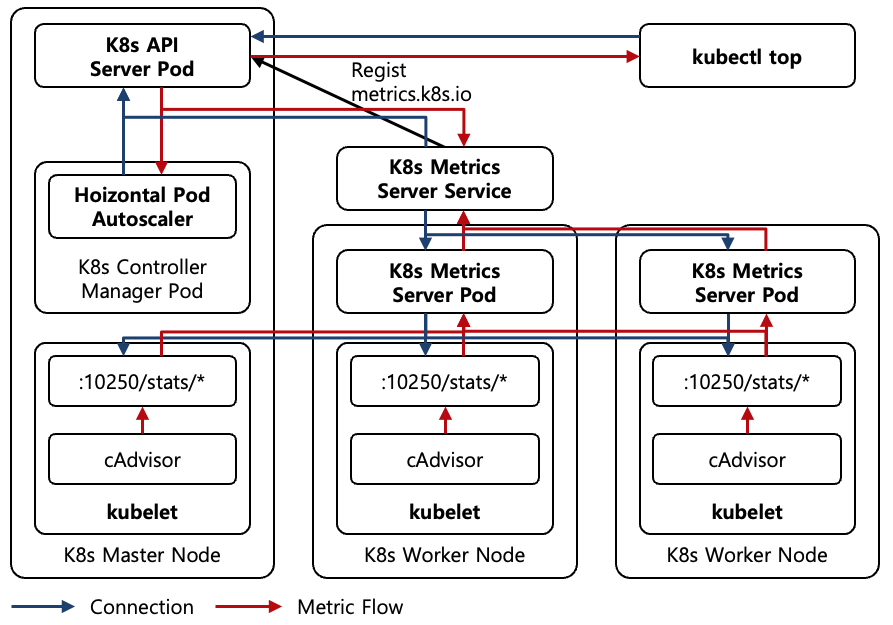 K8s API
Server Pod
kubectl top
Regist
metrics.k8s.io
K8s Metrics
Server Service
Hoizontal Pod
Autoscaler
K8s Controller
Manager Pod
K8s Metrics
Server Pod
K8s Metrics
Server Pod
:10250/stats/*
:10250/stats/*
:10250/stats/*
cAdvisor
cAdvisor
cAdvisor
kubelet
kubelet
kubelet
K8s Master Node
K8s Worker Node
K8s Worker Node
Connection
Metric Flow